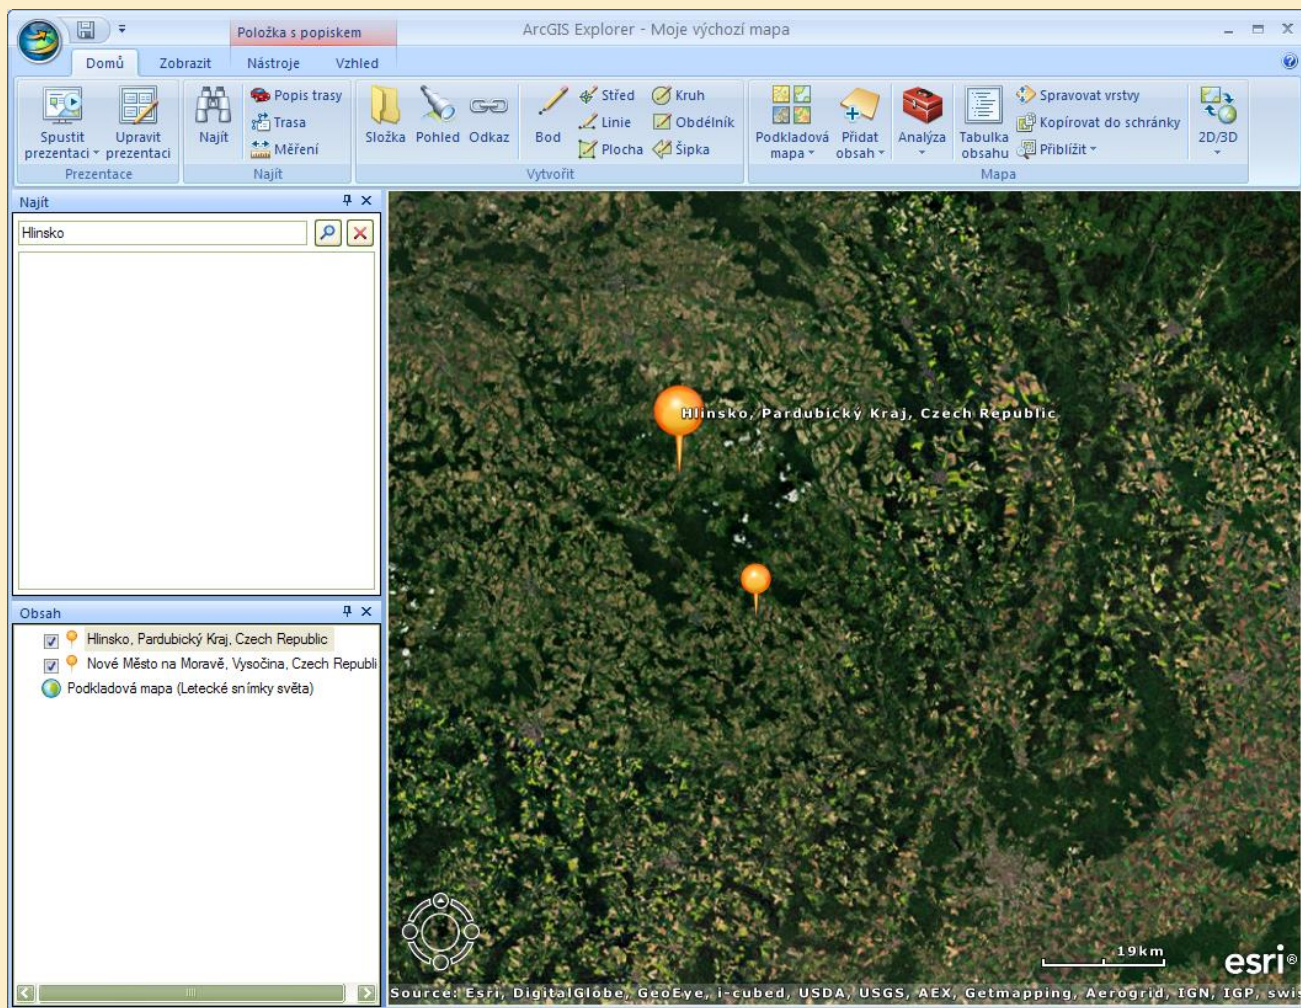 Položka s popiskem
ArcGIS Explorer - Moje výchozí mapa
Domů Zobrazit Nástroje Vzhled
Spustit prezentaci
Upravit prezentaci
Prezentace
Najít
Popis trasy
Trasa
Měření
Najít
Složka Pohled Odkaz Bod
Střed
Linie
Plocha
Kruh
Obdélník
Šipka
Vytvořit
Podkladová mapa
Přidat obsah
Analýza
Tabulka obsahu
Spravovat vrstvy
Kopírovat do schránky
Přiblížit
2D/3D
Mapa
Najít
Hlinsko
Hlinsko, Pardubický Kraj, Czech Republic
Obsah
Hlinsko, Pardubický Kraj, Czech Republic
Nové Město na Moravě, Vysočina, Czech Republi
Podkladová mapa (Letecké snímky světa)
19km
esri®
Source: Esri, DigitalGlobe, GeoEye, i-cubed, USDA, USGS, AEX, Getmapping, Aerogrid, IGN, IGP, swis